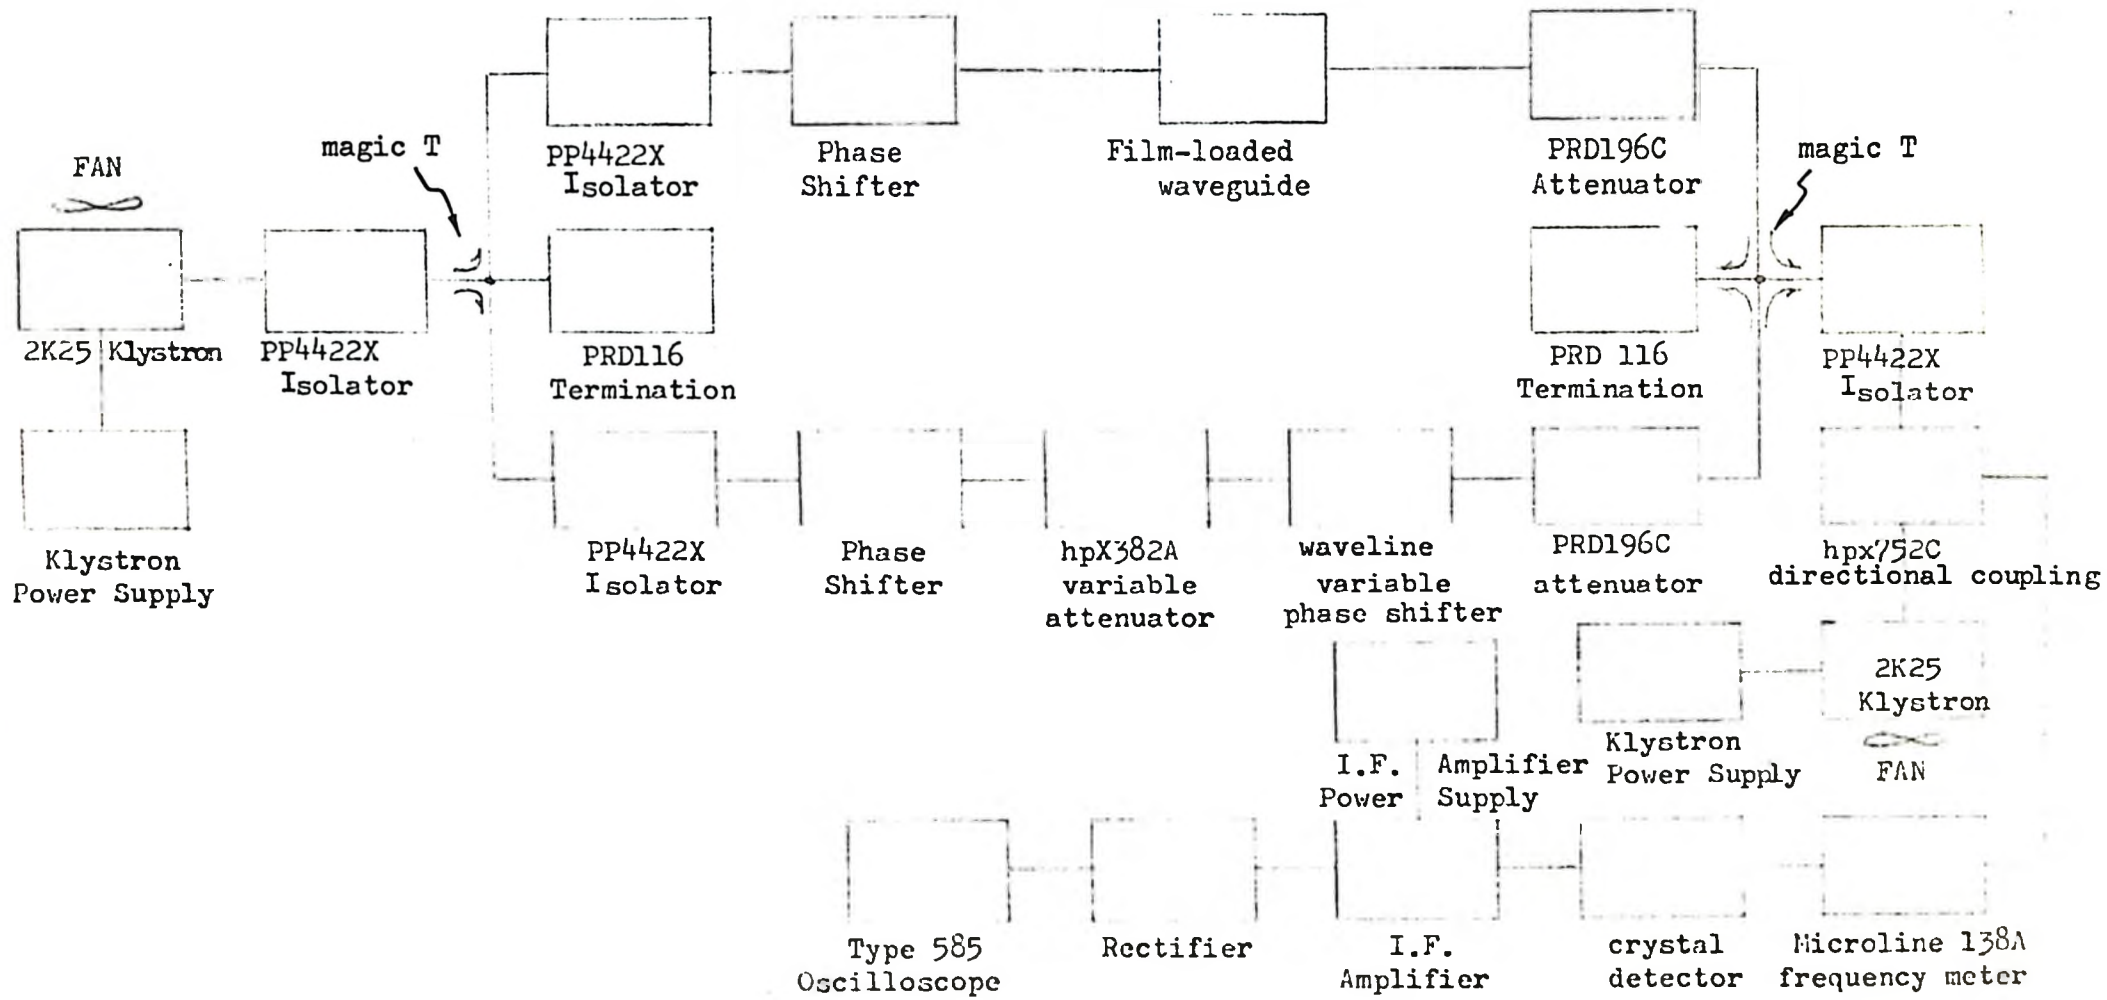 PP4422X
Isolator
Phase
Shifter
Film-loaded
waveguide
PRD196C
Attenuator
magic T
magic T
FAN
2K25 Klystron
PP4422X
Isolator
PRD116
Termination
PRD 116
Termination
PP4422X
Isolator
Klystron
Power Supply
PP4422X
Isolator
Phase
Shifter
hpX382A
variable
attenuator
waveline
variable
phase shifter
PRD196C
attenuator
hpx752C
directional coupling
2K25
Klystron
FAN
Klystron
Power Supply
I.F. Amplifier
Power Supply
Type 585
Oscilloscope
Rectifier
I.F.
Amplifier
crystal
detector
Microline 138A
frequency meter